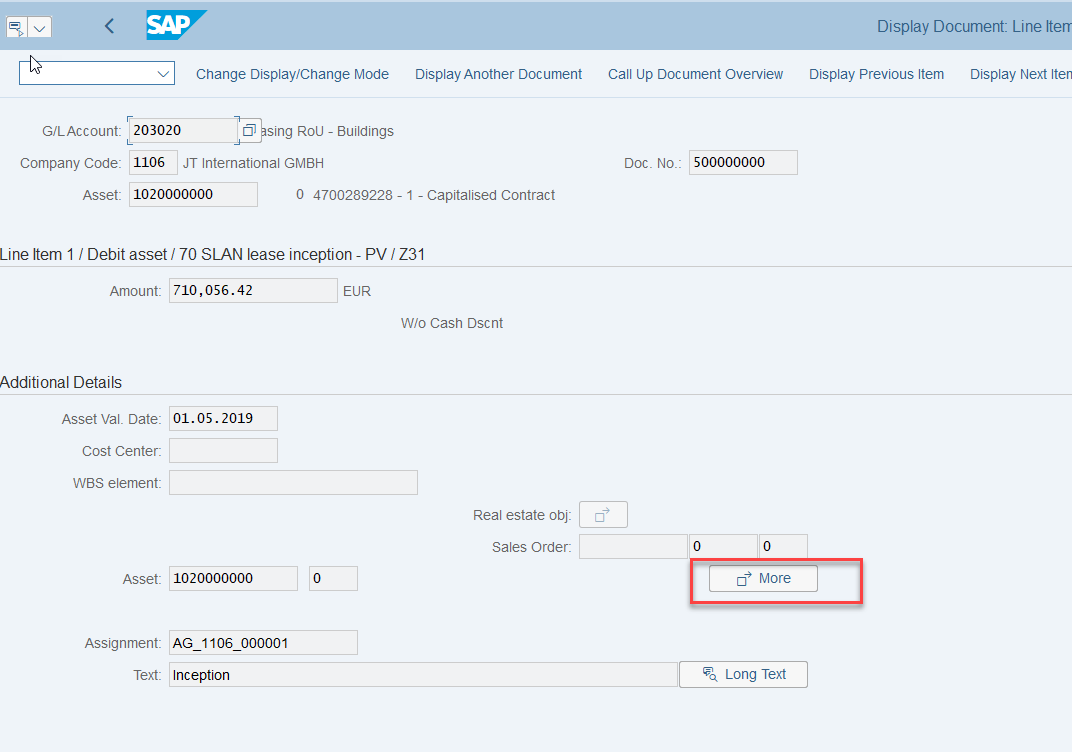 SAP
Display Document: Line Item
Change Display/Change Mode Display Another Document Call Up Document Overview Display Previous Item Display Next Item
G/L Account: 203020 asing RoU - Buildings
Company Code: 1106 JT International GMBH Doc. No.: 500000000
Asset: 1020000000 0 4700289228 - 1 - Capitalised Contract
Line Item 1 / Debit asset / 70 SLAN lease inception - PV / Z31
Amount: 710,056.42 EUR
W/o Cash Dscnt
Additional Details
Asset Val. Date: 01.05.2019
Cost Center:
WBS element:
Real estate obj:
Sales Order: 0 0
Asset: 1020000000 0 More
Assignment: AG_1106_000001
Text: Inception Long Text